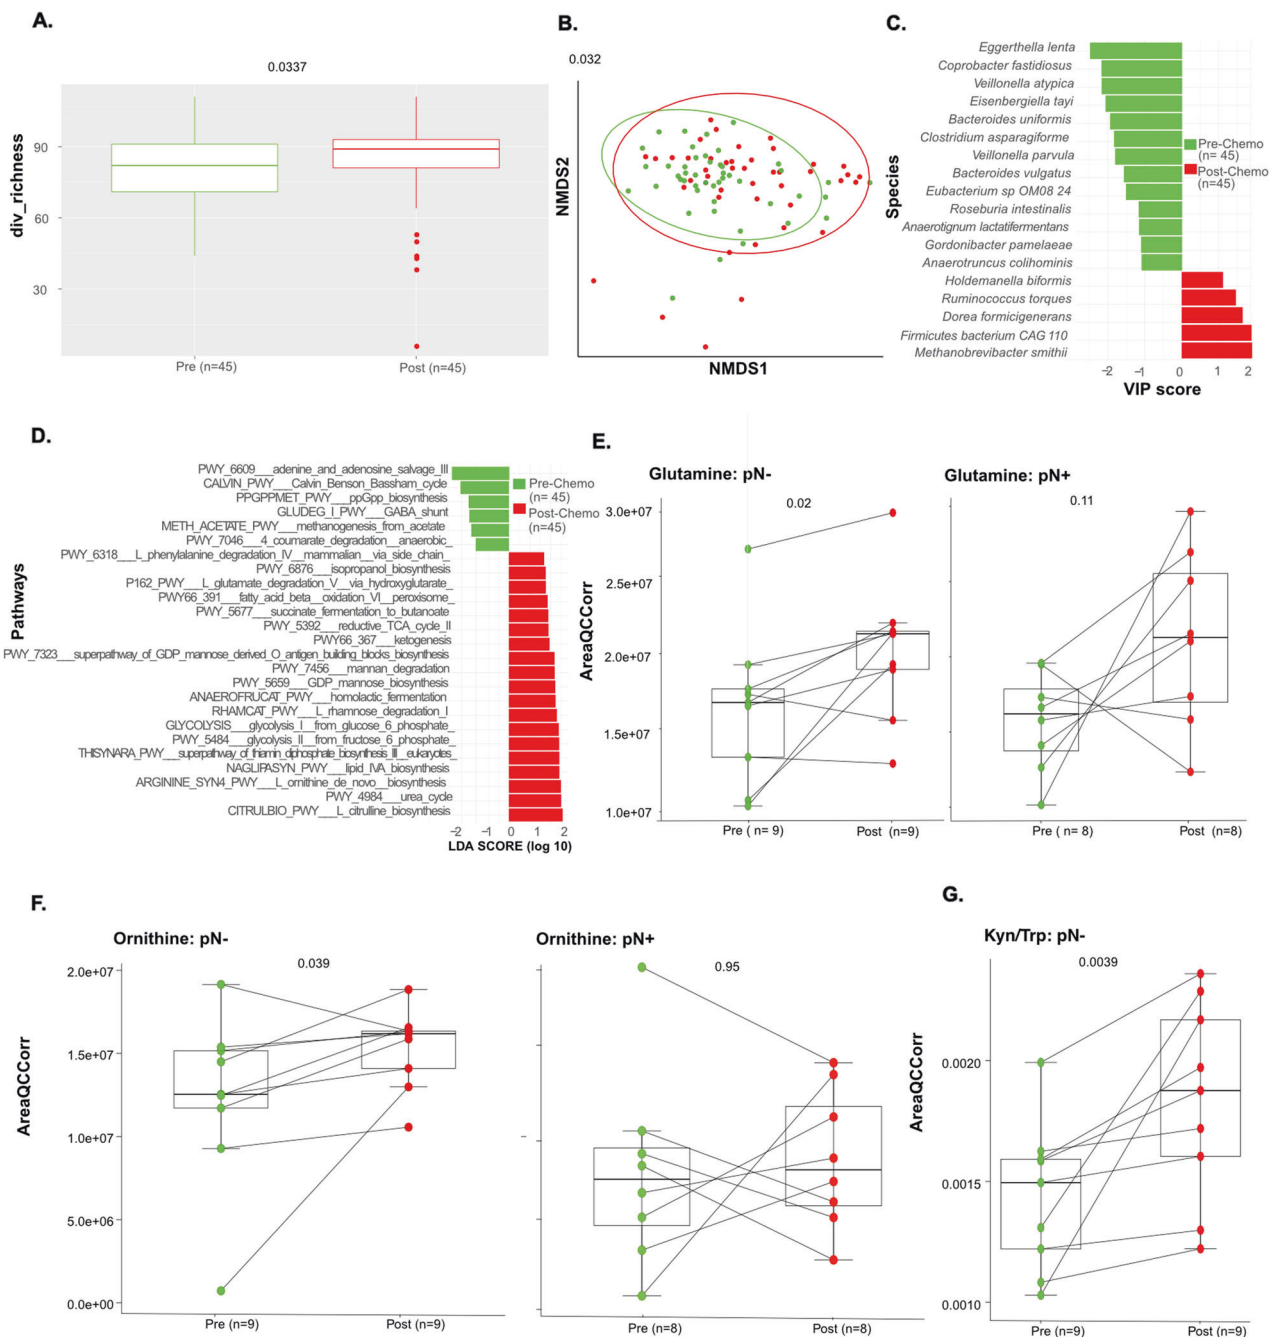 A.
0.0337
div_richness
90
60
30
Pre (n=45)
Post (n=45)
B.
0.032
NMDS2
NMDS1
C.
Species
Eggerthella lenta
Coprobacter fastidiosus
Veillonella atypica
Eisenbergiella tayi
Bacteroides uniformis
Clostridium asparagiforme
Veillonella parvula
Bacteroides vulgatus
Eubacterium sp OM08 24
Roseburia intestinalis
Anaerotignum lactatifermentans
Gordonibacter pamelaeae
Anaerotruncus colihominis
Holdemanella biformis
Ruminococcus torques
Dorea formicigenerans
Firmicutes bacterium CAG 110
Methanobrevibacter smithii
Pre-Chemo
(n= 45)
Post-Chemo
(n=45)
−2 −1 0 1 2
VIP score
D.
Pathways
PWY_6609___adenine_and_adenosine_salvage_III
CALVIN_PWY___Calvin_Benson_Bassham_cycle
PPGPPMET_PWY___ppGpp_biosynthesis
GLUDEG_I_PWY___GABA_shunt
METH_ACETATE_PWY___methanogenesis_from_acetate
PWY_7046___4_coumarate_degradation__anaerobic_
PWY_6318___L_phenylalanine_degradation_IV__mammalian__via_side_chain_
PWY_6876___isopropanol_biosynthesis
P162_PWY___L_glutamate_degradation_V__via_hydroxyglutarate_
PWY66_391___fatty_acid_beta__oxidation_VI__peroxisome_
PWY_5677___succinate_fermentation_to_butanoate
PWY_5392___reductive_TCA_cycle_II
PWY66_367___ketogenesis
PWY_7323___superpathway_of_GDP_mannose_derived_O_antigen_building_blocks_biosynthesis
PWY_7456___mannan_degradation
PWY_5659___GDP_mannose_biosynthesis
ANAEROFRUCAT_PWY___homolactic_fermentation
RHAMCAT_PWY___L_rhamnose_degradation_I
GLYCOLYSIS___glycolysis_I__from_glucose_6_phosphate_
PWY_5484___glycolysis_II__from_fructose_6_phosphate_
THISYNARA_PWY___superpathway_of_thiamin_diphosphate_biosynthesis_III__eukaryotes_
NAGLIPASYN_PWY___lipid_IVA_biosynthesis
ARGININE_SYN4_PWY___L_ornithine_de_novo__biosynthesis
PWY_4984___urea_cycle
CITRULBIO_PWY___L_citrulline_biosynthesis
Pre-Chemo
(n= 45)
Post-Chemo
(n=45)
−2 −1 0 1 2
LDA SCORE (log 10)
E.
Glutamine: pN-
0.02
AreaQCCorr
3.0e+07
2.5e+07
2.0e+07
1.5e+07
1.0e+07
Pre ( n= 9)
Post (n=9)
Glutamine: pN+
0.11
Pre ( n= 8)
Post (n=8)
F.
Ornithine: pN-
0.039
AreaQCCorr
2.0e+07
1.5e+07
1.0e+07
5.0e+06
0.0e+00
Pre (n=9)
Post (n=9)
Ornithine: pN+
0.95
Pre (n=8)
Post (n=8)
G.
Kyn/Trp: pN-
0.0039
AreaQCCorr
0.0020
0.0015
0.0010
Pre (n=9)
Post (n=9)